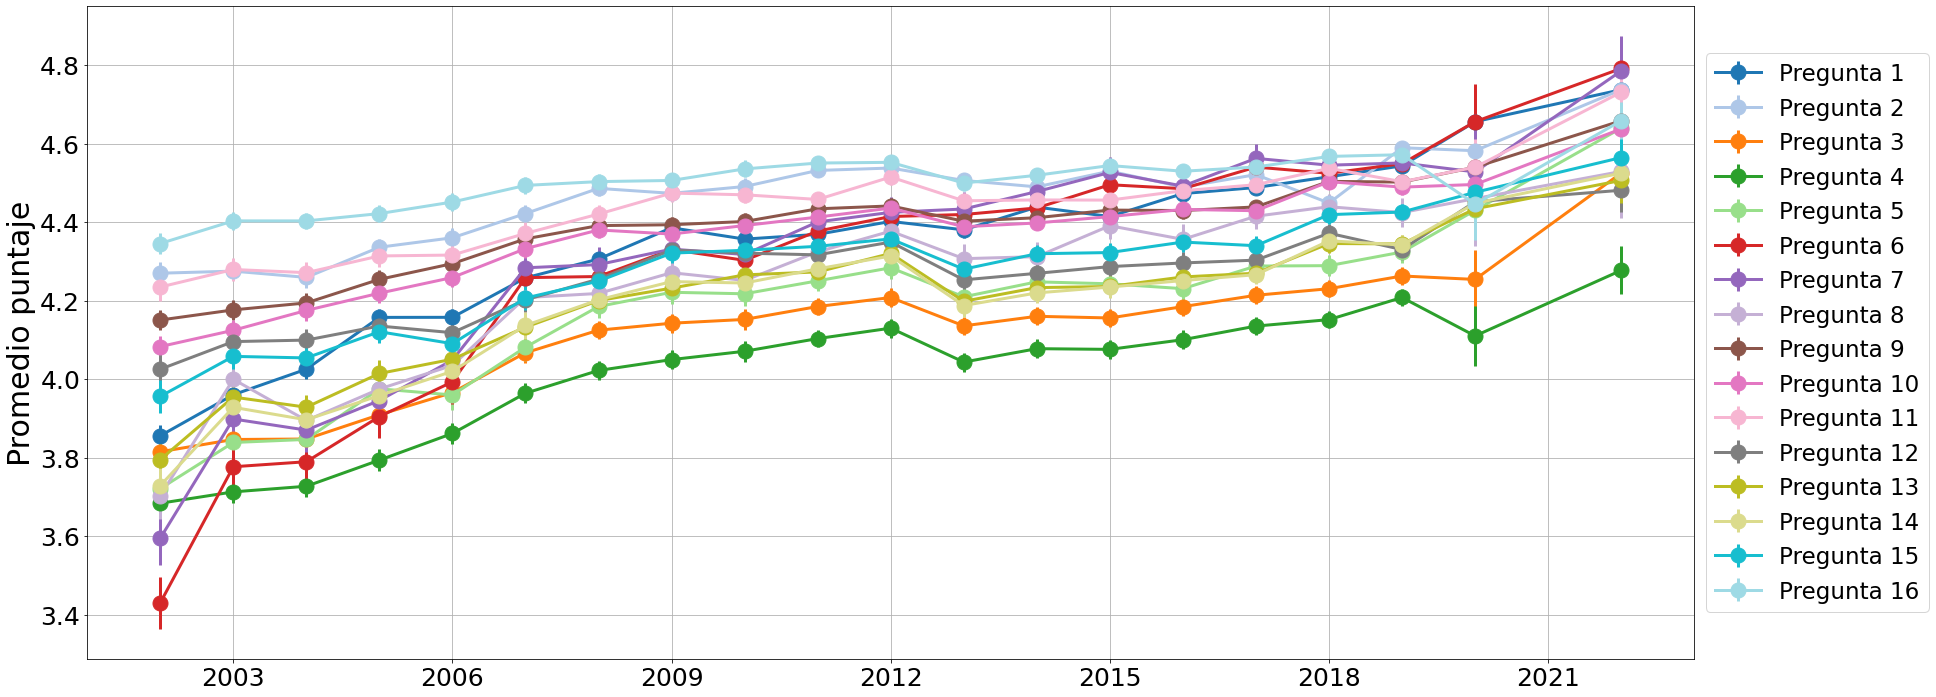 Promedio puntaje
4.8
4.6
4.4
4.2
4.0
3.8
3.6
3.4
2003 2006 2009 2012 2015 2018 2021
Pregunta 1
Pregunta 2
Pregunta 3
Pregunta 4
Pregunta 5
Pregunta 6
Pregunta 7
Pregunta 8
Pregunta 9
Pregunta 10
Pregunta 11
Pregunta 12
Pregunta 13
Pregunta 14
Pregunta 15
Pregunta 16